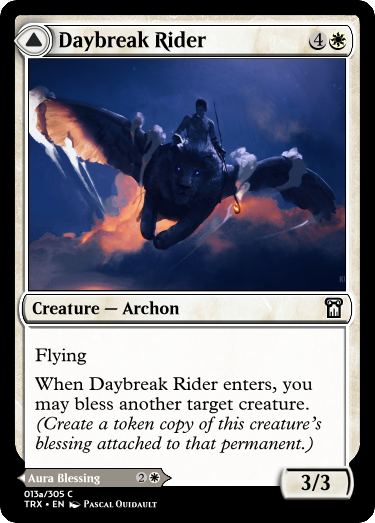 Daybreak Rider 4
Creature — Archon
Flying
When Daybreak Rider enters, you
may bless another target creature.
(Create a token copy of this creature's
blessing attached to that permanent.)
Aura Blessing 2
3/3
013a/305 C
TRX • EN Pascal Quidault